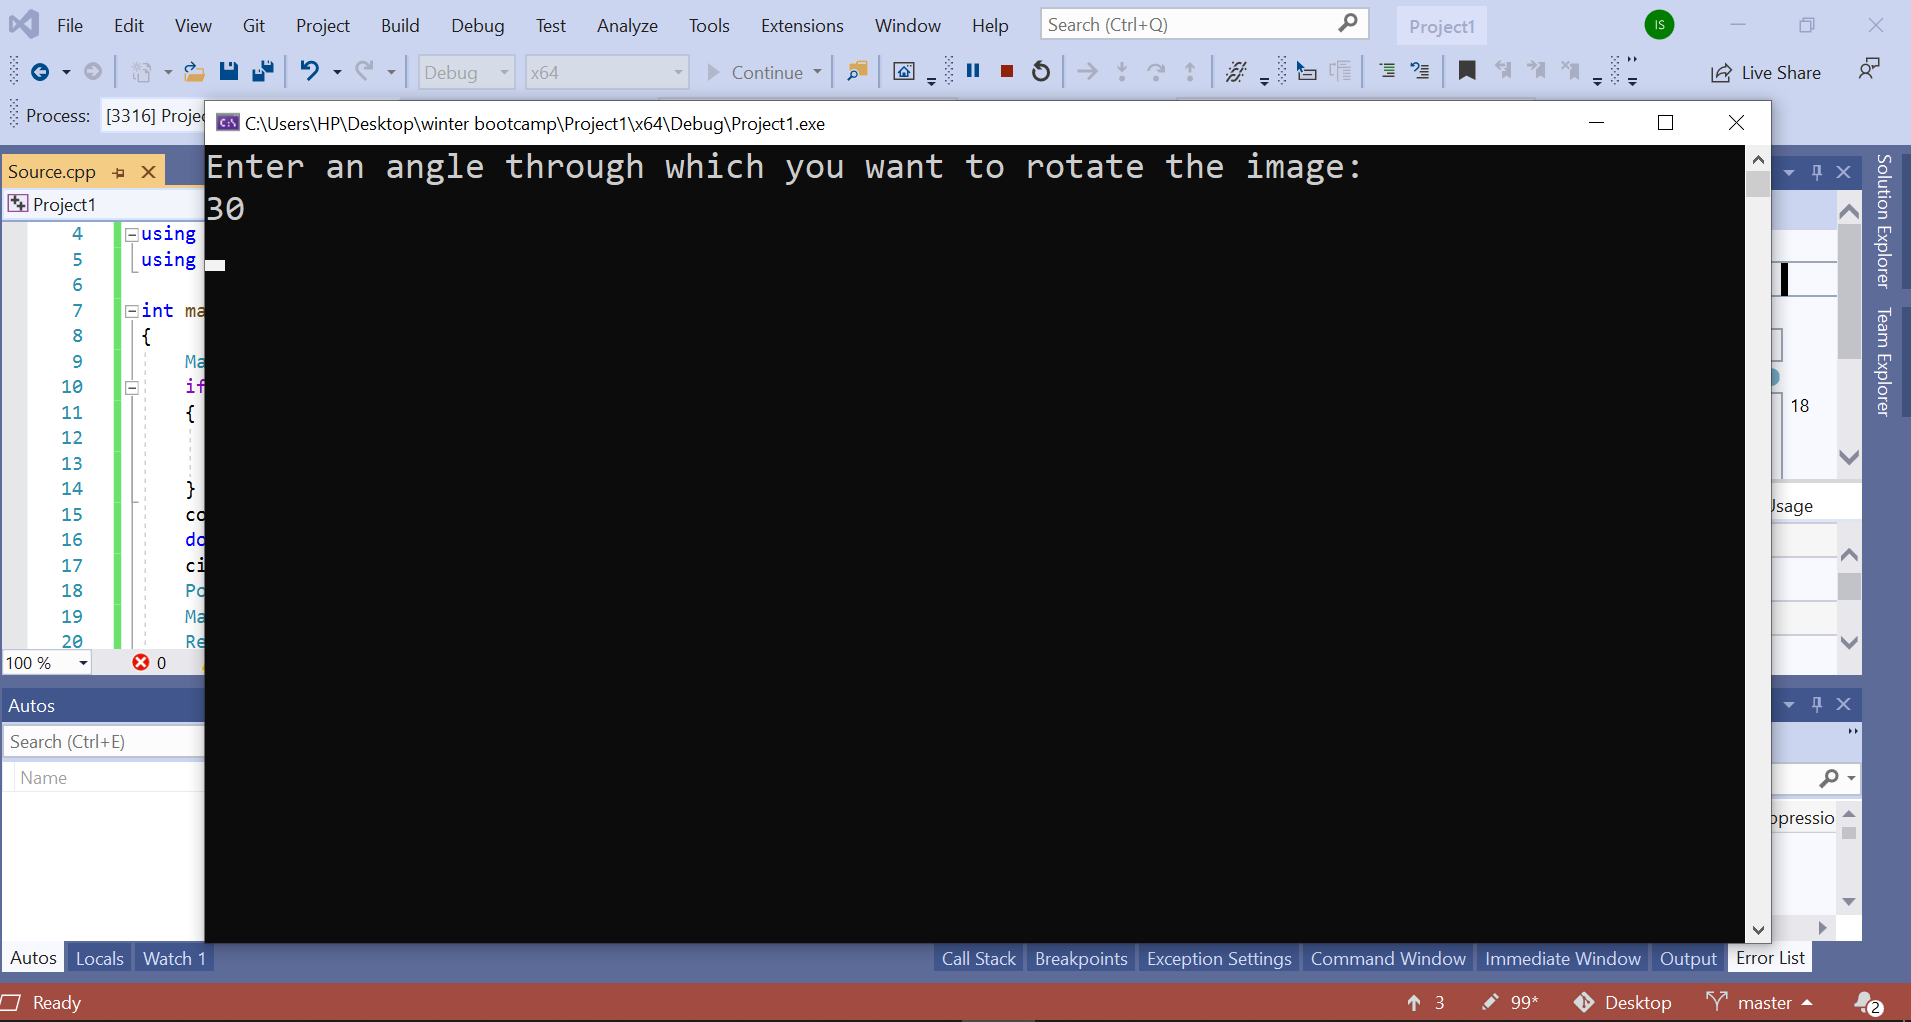 File Edit View Git Project Build Debug Test Analyze Tools Extensions Window Help Search (Ctrl+Q) Project1 IS
Debug x64 Continue Live Share
Process: [3316] Projec
C:\Users\HP\Desktop\winter bootcamp\Project1\x64\Debug\Project1.exe
Enter an angle through which you want to rotate the image:
30
Source.cpp
Project1
4 using
5 using
6
7 int ma
8 {
9 Ma
10 if
11 {
12
13
14 }
15 co
16 do
17 ci
18 Po
19 Ma
20 Re
100 % 0
Solution Explorer
Team Explorer
18
Usage
Autos
Search (Ctrl+E)
Name
ppressio
Autos Locals Watch 1 Call Stack Breakpoints Exception Settings Command Window Immediate Window Output Error List
Ready 3 99* Desktop master 2